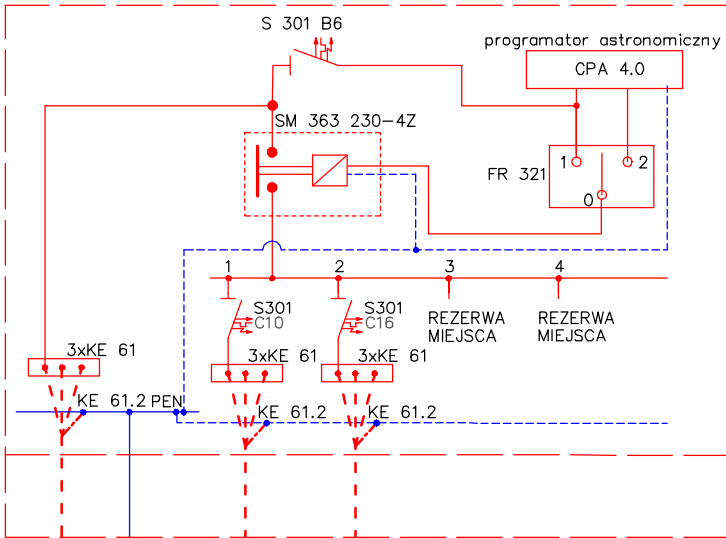 S 301 B6
programator astronomiczny
CPA 4.0
SM 363 230-4Z
FR 321
1
2
0
1
2
3
4
S301
C10
S301
C16
REZERWA
MIEJSCA
REZERWA
MIEJSCA
3xKE 61
3xKE 61
3xKE 61
KE 61.2
PEN
KE 61.2
KE 61.2